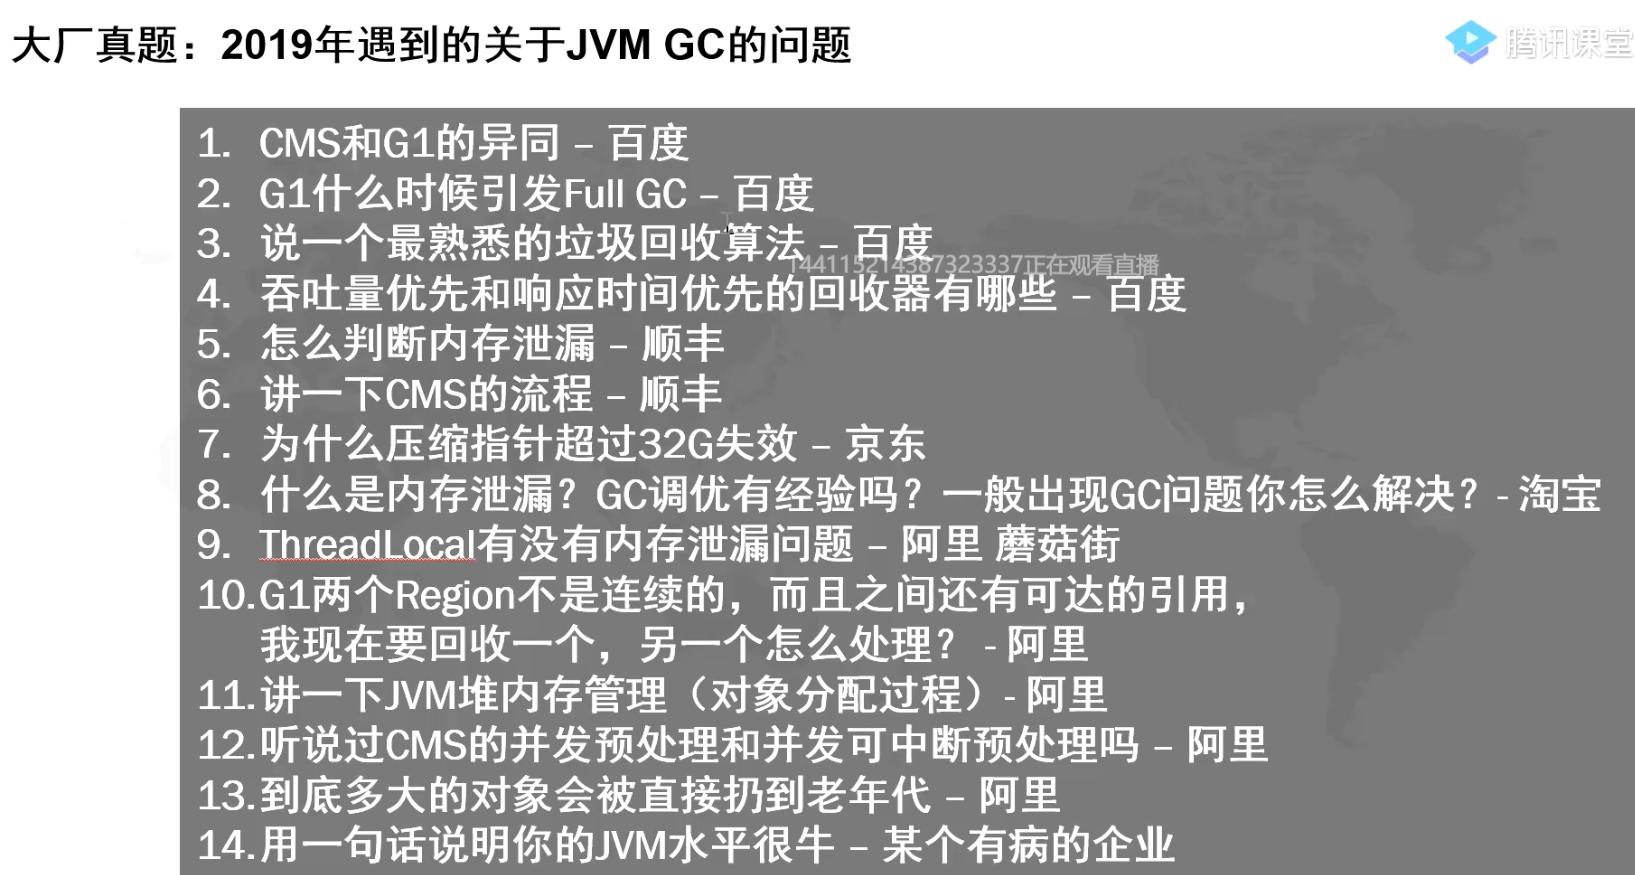 大厂真题：2019年遇到的关于JVM GC的问题
腾讯课堂
1. CMS和G1的异同 – 百度
2. G1什么时候引发Full GC – 百度
3. 说一个最熟悉的垃圾回收算法 – 百度
144115214387323337正在观看直播
4. 吞吐量优先和响应时间优先的回收器有哪些 – 百度
5. 怎么判断内存泄漏 – 顺丰
6. 讲一下CMS的流程 – 顺丰
7. 为什么压缩指针超过32G失效 – 京东
8. 什么是内存泄漏？GC调优有经验吗？一般出现GC问题你怎么解决？- 淘宝
9. ThreadLocal有没有内存泄漏问题 – 阿里 蘑菇街
10.G1两个Region不是连续的，而且之间还有可达的引用，
我现在要回收一个，另一个怎么处理？ - 阿里
11.讲一下JVM堆内存管理（对象分配过程）- 阿里
12.听说过CMS的并发预处理和并发可中断预处理吗 – 阿里
13.到底多大的对象会被直接扔到老年代 – 阿里
14.用一句话说明你的JVM水平很牛 – 某个有病的企业